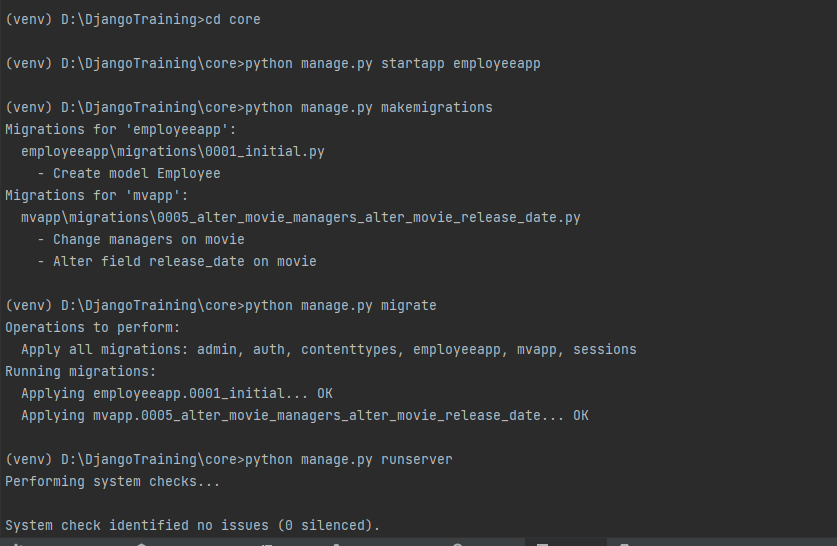 (venv) D:\DjangoTraining>cd core
(venv) D:\DjangoTraining\core>python manage.py startapp employeeapp
(venv) D:\DjangoTraining\core>python manage.py makemigrations
Migrations for 'employeeapp':
  employeeapp\migrations\0001_initial.py
    - Create model Employee
Migrations for 'mvapp':
  mvapp\migrations\0005_alter_movie_managers_alter_movie_release_date.py
    - Change managers on movie
    - Alter field release_date on movie
(venv) D:\DjangoTraining\core>python manage.py migrate
Operations to perform:
  Apply all migrations: admin, auth, contenttypes, employeeapp, mvapp, sessions
Running migrations:
  Applying employeeapp.0001_initial... OK
  Applying mvapp.0005_alter_movie_managers_alter_movie_release_date... OK
(venv) D:\DjangoTraining\core>python manage.py runserver
Performing system checks...
System check identified no issues (0 silenced).